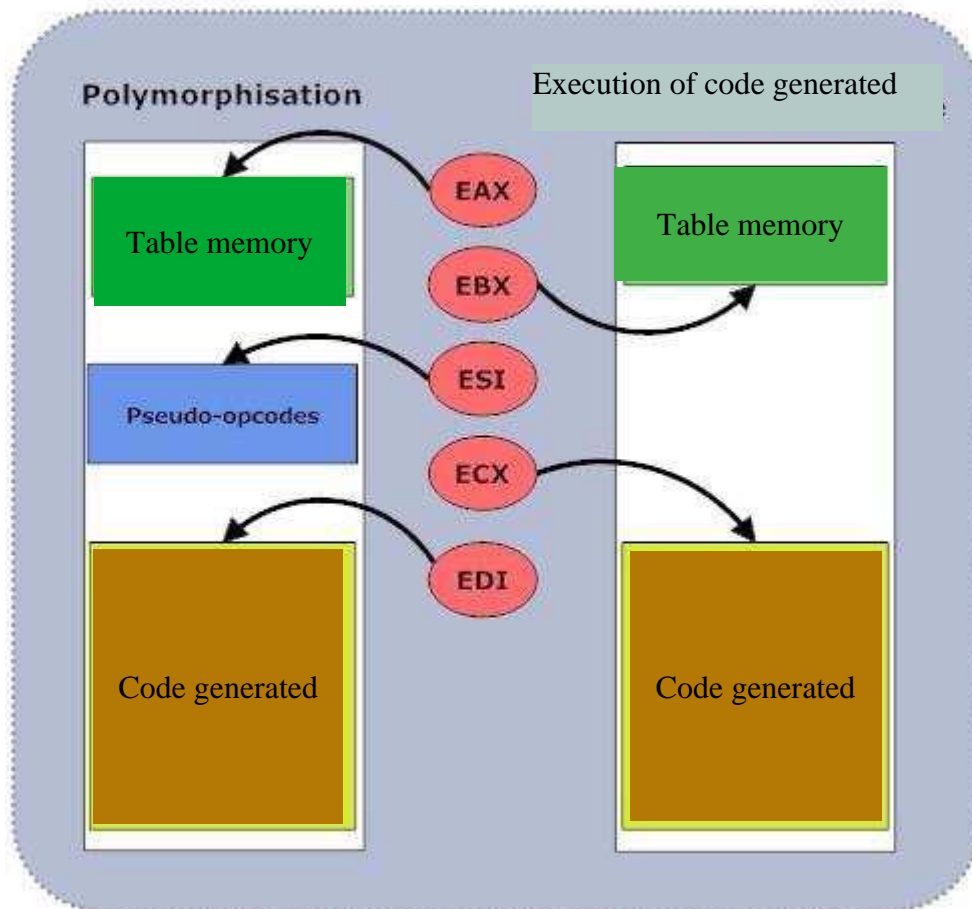 Polymorphisation
Execution of code generated
EAX
Table memory
Table memory
EBX
ESI
Pseudo-opcodes
ECX
EDI
Code generated
Code generated